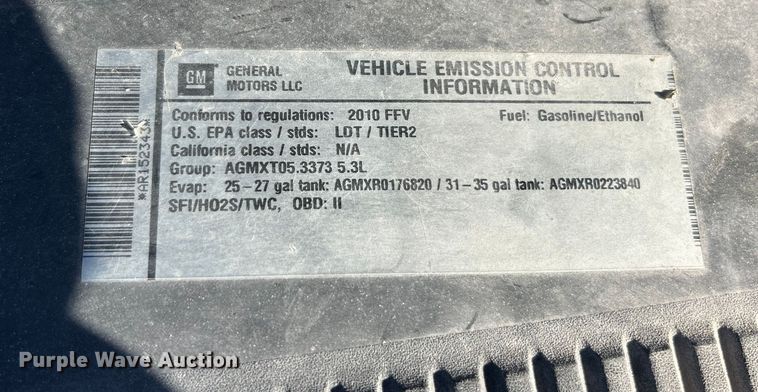 GM
GENERAL
MOTORS LLC
VEHICLE EMISSION CONTROL
INFORMATION
Conforms to regulations: 2010 FFV Fuel: Gasoline/Ethanol
U.S. EPA class / stds: LDT / TIER2
California class / stds: N/A
Group: AGMXT05.3373 5.3L
Evap: 25-27 gal tank: AGMXR0176820 / 31-35 gal tank: AGMXR0223840
SFI/HO2S/TWC, OBD: II
Purple Wave Auction